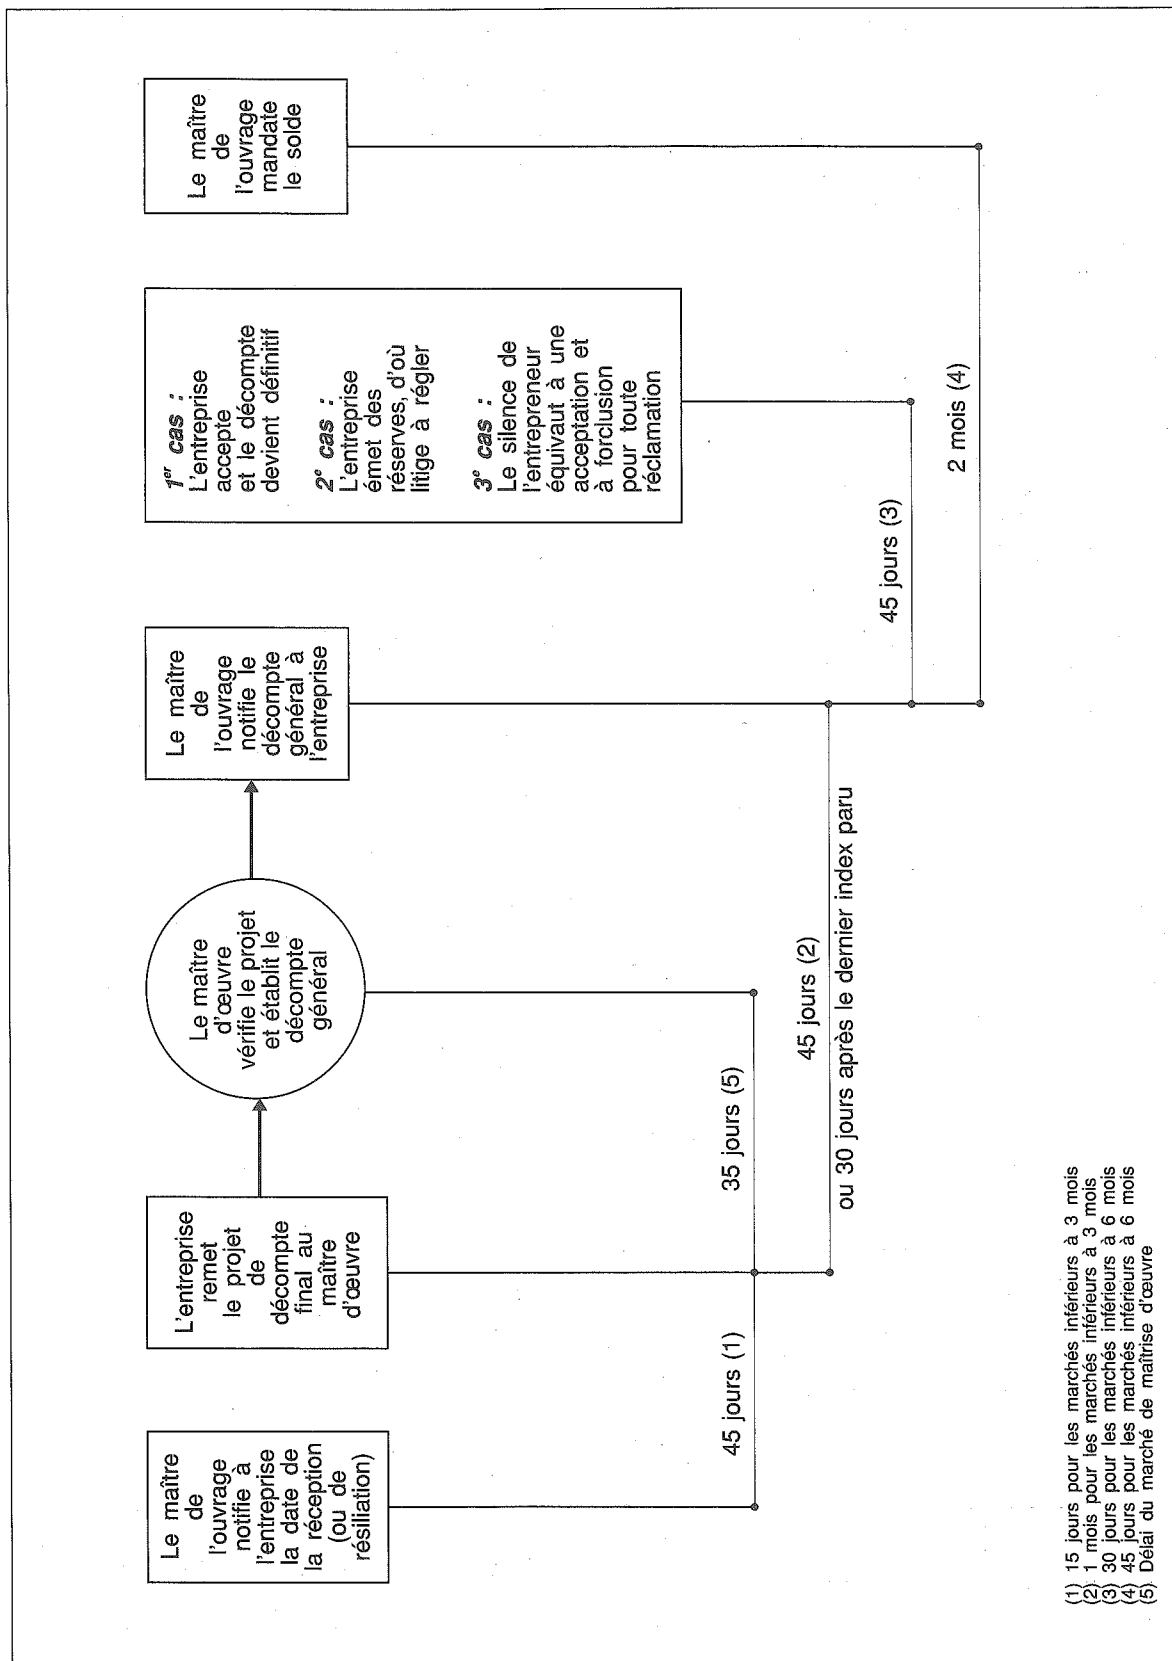 Le maître
de
l'ouvrage
notifie à
l'entreprise
la date de
la réception
(ou de
résiliation)
45 jours (1)
L'entreprise
remet
le projet
de
décompte
final au
maître
d'œuvre
35 jours (5)
Le maître
d'œuvre
vérifie le projet
et établit le
décompte
général
45 jours (2)
ou 30 jours après le dernier index paru
Le maître
de
l'ouvrage
notifie le
décompte
général à
l'entreprise
45 jours (3)
1er cas :
L'entreprise
accepte
et le décompte
devient définitif
2e cas :
L'entreprise
émet des
réserves, d'où
litige à régler
3e cas :
Le silence de
l'entrepreneur
équivaut à une
acceptation et
à forclusion
pour toute
réclamation
2 mois (4)
Le maître
de
l'ouvrage
mandate
le solde
(1) 15 jours pour les marchés inférieurs à 3 mois
(2) 1 mois pour les marchés inférieurs à 3 mois
(3) 30 jours pour les marchés inférieurs à 6 mois
(4) 45 jours pour les marchés inférieurs à 6 mois
(5) Délai du marché de maîtrise d'œuvre